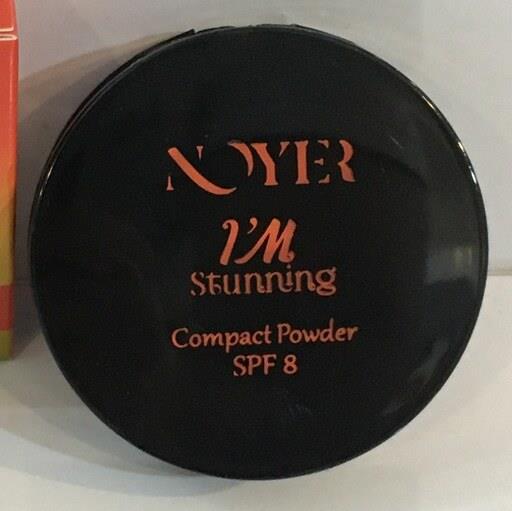 NOYER
I'M
Stunning
Compact Powder
SPF 8